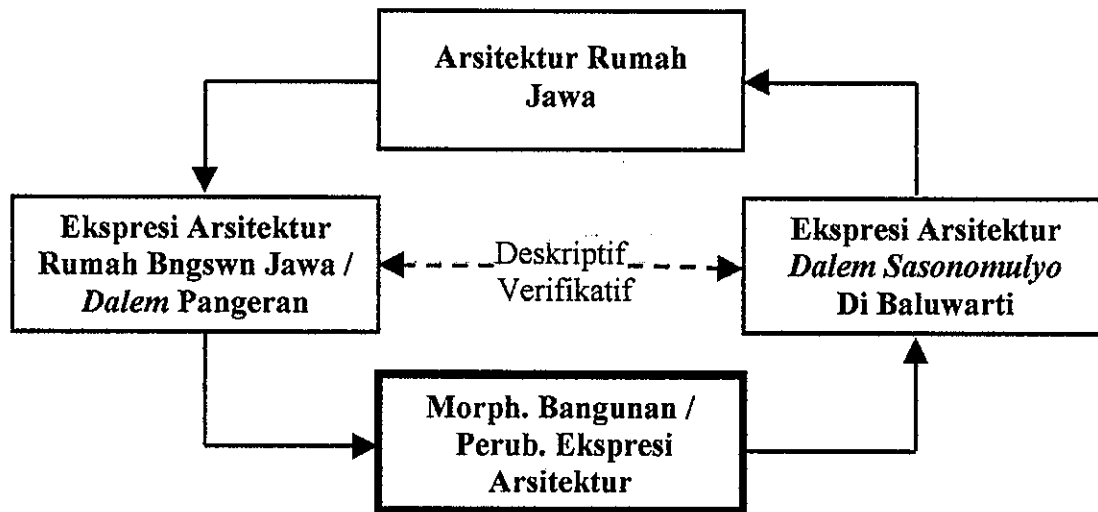 Arsitektur Rumah
Jawa
Ekspresi Arsitektur
Rumah Bngswn Jawa /
Dalem Pangeran
Deskriptif
Verifikatif
Ekspresi Arsitektur
Dalem Sasonomulyo
Di Baluwarti
Morph. Bangunan /
Perub. Ekspresi
Arsitektur